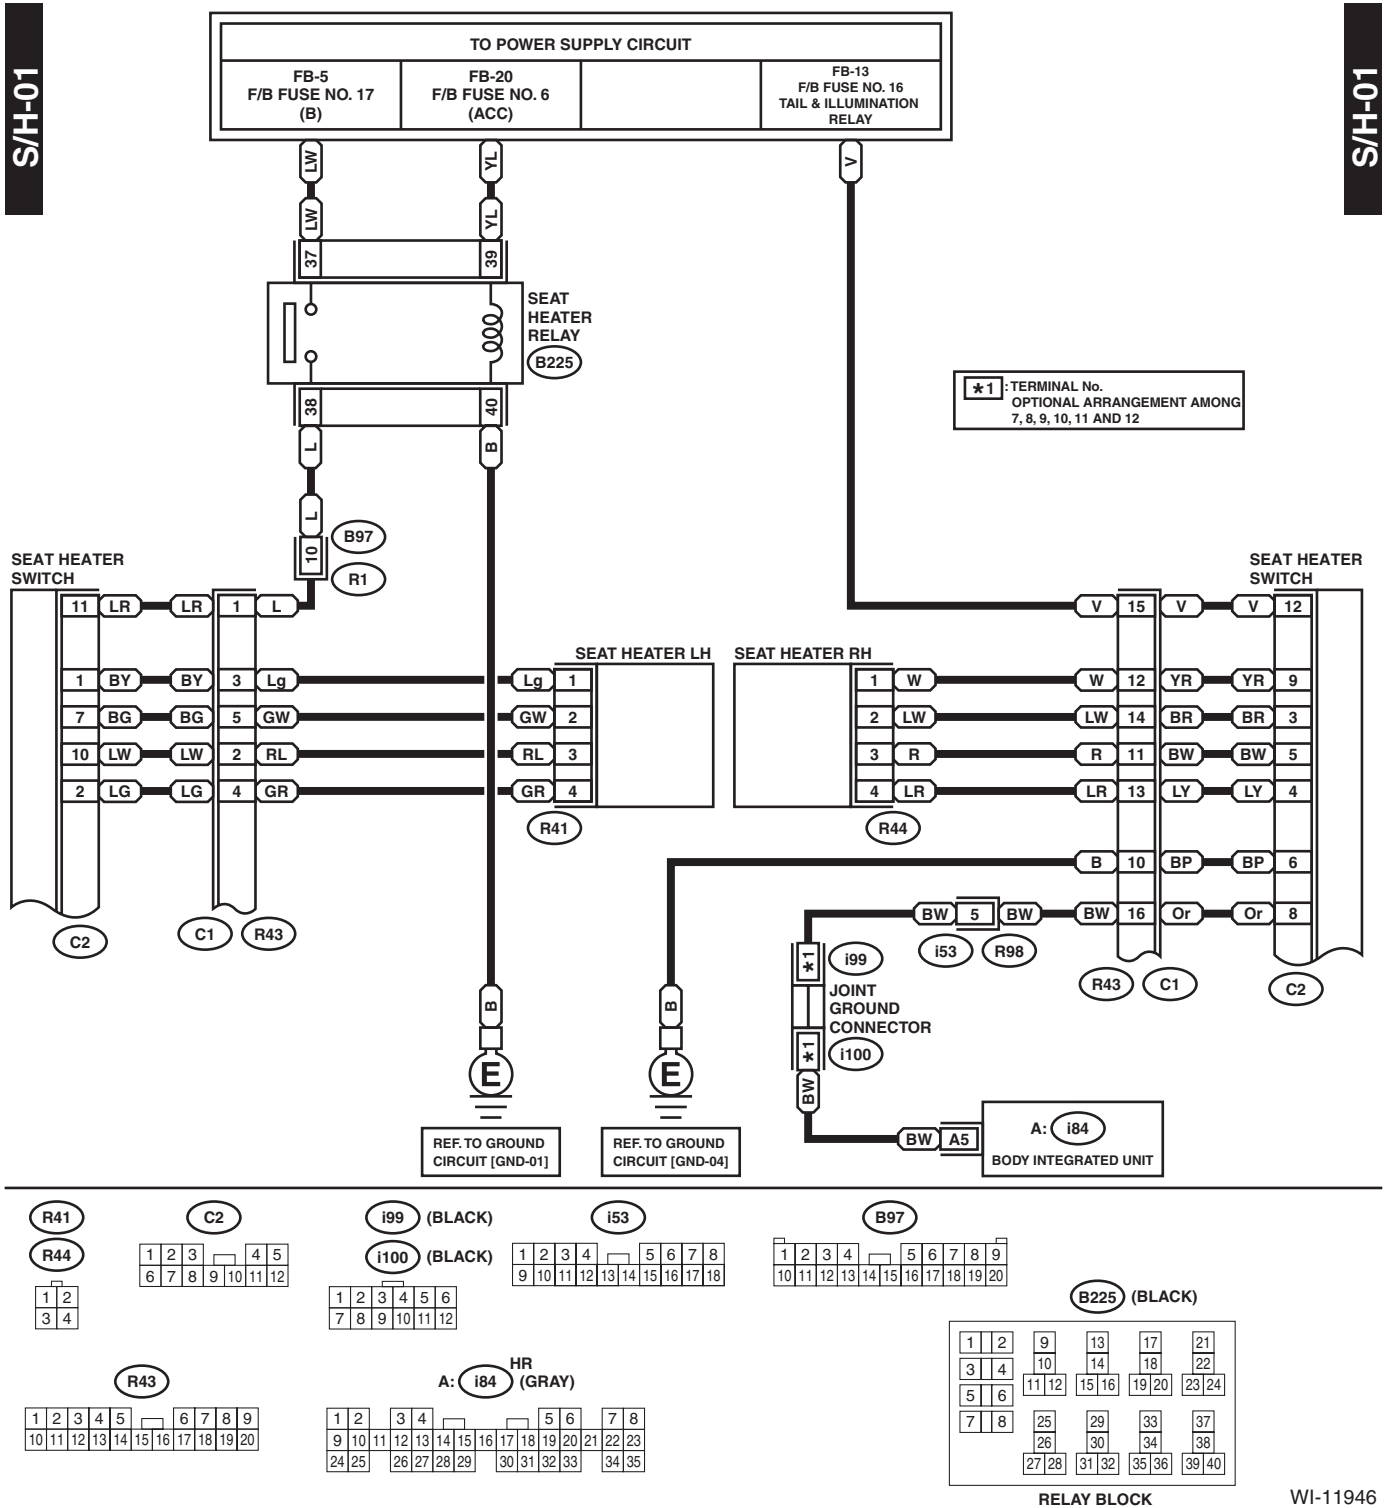 S/H-01
S/H-01
TO POWER SUPPLY CIRCUIT
FB-5
F/B FUSE NO. 17
(B)
FB-20
F/B FUSE NO. 6
(ACC)
FB-13
F/B FUSE NO. 16
TAIL & ILLUMINATION
RELAY
LW YL V
LW YL
37 39
SEAT
HEATER
RELAY
B225
38 40
L B
L
10
B97
R1
*1 : TERMINAL No.
OPTIONAL ARRANGEMENT AMONG
7, 8, 9, 10, 11 AND 12
SEAT HEATER
SWITCH
11 LR LR 1 L
1 BY BY 3 Lg
7 BG BG 5 GW
10 LW LW 2 RL
2 LG LG 4 GR
C2 C1 R43
SEAT HEATER LH
Lg 1
GW 2
RL 3
GR 4
R41
SEAT HEATER RH
1 W
2 LW
3 R
4 LR
R44
SEAT HEATER
SWITCH
V 15 V V 12
W 12 YR YR 9
LW 14 BR BR 3
R 11 BW BW 5
LR 13 LY LY 4
B 10 BP BP 6
BW 5 BW BW 16 Or Or 8
i53 R98
R43 C1 C2
*1 i99
JOINT
GROUND
CONNECTOR
*1 i100
BW
B B
E E
REF. TO GROUND
CIRCUIT [GND-01]
REF. TO GROUND
CIRCUIT [GND-04]
BW A5
A: i84
BODY INTEGRATED UNIT
R41
R44
1 2
3 4
C2
1 2 3 4 5
6 7 8 9 10 11 12
i99 (BLACK)
i100 (BLACK)
1 2 3 4 5 6
7 8 9 10 11 12
i53
1 2 3 4 5 6 7 8
9 10 11 12 13 14 15 16 17 18
B97
1 2 3 4 5 6 7 8 9
10 11 12 13 14 15 16 17 18 19 20
R43
1 2 3 4 5 6 7 8 9
10 11 12 13 14 15 16 17 18 19 20
HR
A: i84 (GRAY)
1 2 3 4 5 6 7 8
9 10 11 12 13 14 15 16 17 18 19 20 21 22 23
24 25 26 27 28 29 30 31 32 33 34 35
B225 (BLACK)
1 2 9 13 17 21
3 4 10 14 18 22
5 6 11 12 15 16 19 20 23 24
7 8 25 29 33 37
26 30 34 38
27 28 31 32 35 36 39 40
RELAY BLOCK
WI-11946